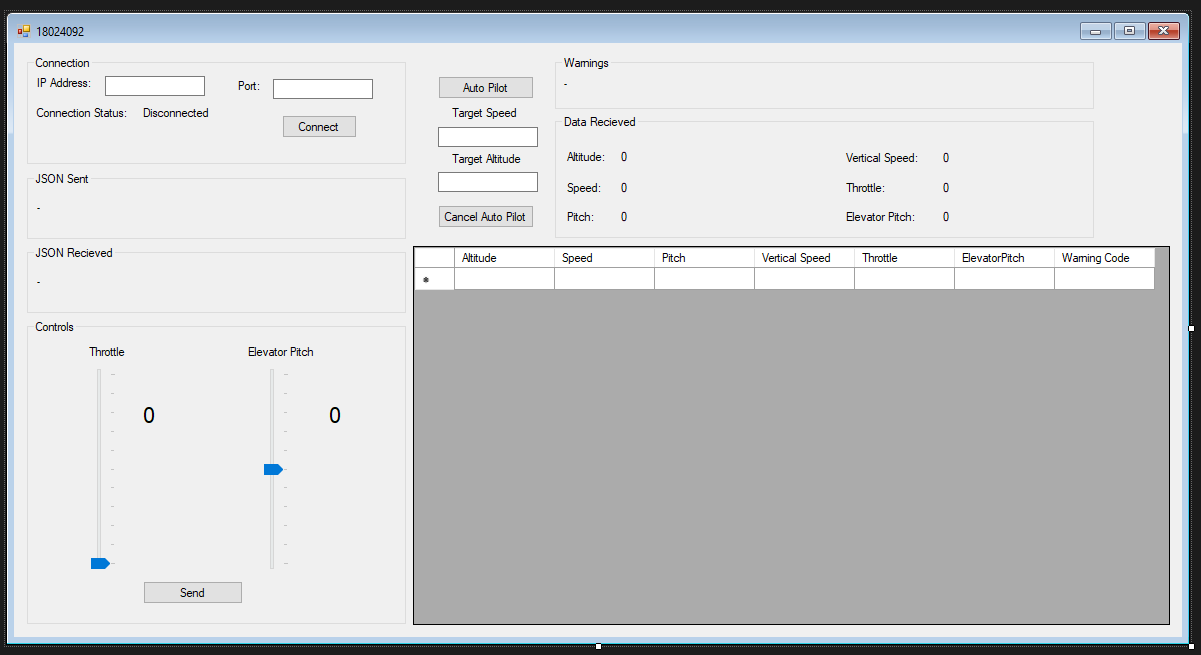 18024092
Connection
IP Address:
Port:
Connection Status: Disconnected
Connect
JSON Sent
-
JSON Recieved
-
Controls
Throttle
Elevator Pitch
0
0
Send
Auto Pilot
Target Speed
Target Altitude
Cancel Auto Pilot
Warnings
-
Data Recieved
Altitude: 0
Vertical Speed: 0
Speed: 0
Throttle: 0
Pitch: 0
Elevator Pitch: 0
Altitude Speed Pitch Vertical Speed Throttle ElevatorPitch Warning Code
*